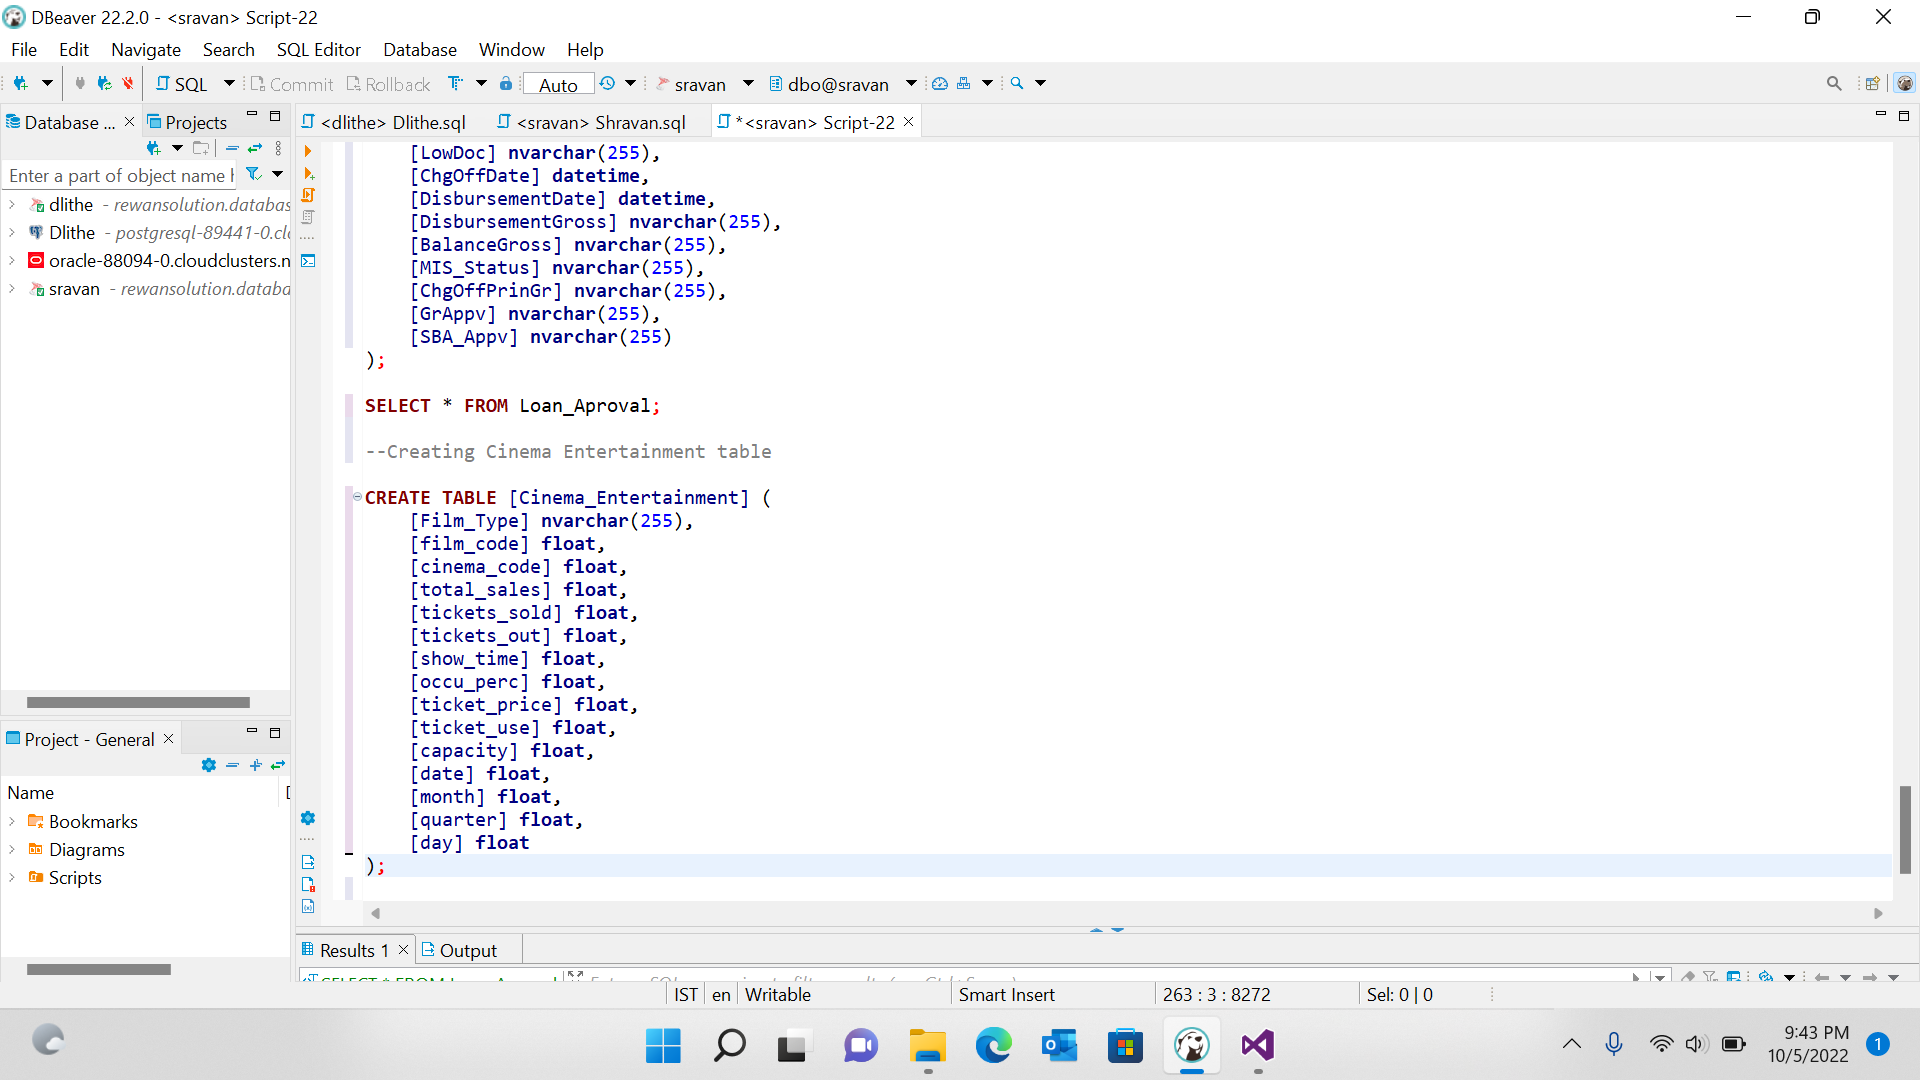 DBeaver 22.2.0 - <sravan> Script-22
File Edit Navigate Search SQL Editor Database Window Help
SQL Commit Rollback Auto sravan dbo@sravan
Database ... Projects
<dlithe> Dlithe.sql <sravan> Shravan.sql *<sravan> Script-22
Enter a part of object name
dlithe - rewansolution.databas
Dlithe - postgresql-89441-0.clo
oracle-88094-0.cloudclusters.n
sravan - rewansolution.databa
[LowDoc] nvarchar(255),
[ChgOffDate] datetime,
[DisbursementDate] datetime,
[DisbursementGross] nvarchar(255),
[BalanceGross] nvarchar(255),
[MIS_Status] nvarchar(255),
[ChgOffPrinGr] nvarchar(255),
[GrAppv] nvarchar(255),
[SBA_Appv] nvarchar(255)
);
SELECT * FROM Loan_Aproval;
--Creating Cinema Entertainment table
CREATE TABLE [Cinema_Entertainment] (
[Film_Type] nvarchar(255),
[film_code] float,
[cinema_code] float,
[total_sales] float,
[tickets_sold] float,
[tickets_out] float,
[show_time] float,
[occu_perc] float,
[ticket_price] float,
[ticket_use] float,
[capacity] float,
[date] float,
[month] float,
[quarter] float,
[day] float
);
Project - General
Name
Bookmarks
Diagrams
Scripts
Results 1 Output
SELECT * FROM Loan_Aproval
IST en Writable Smart Insert 263 : 3 : 8272 Sel: 0 | 0
9:43 PM
10/5/2022
1